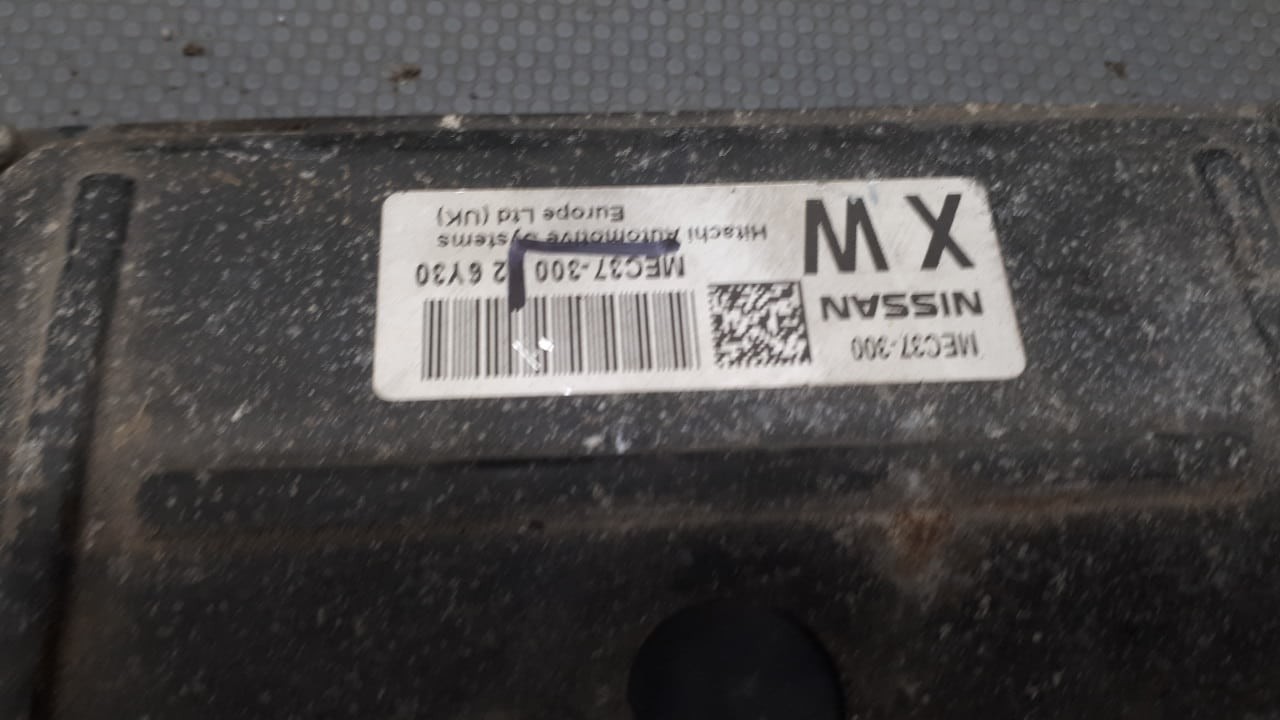 MEC37-300
NISSAN
XW
MEC37-300 2 6Y30
Hitachi Automotive Systems
Europe Ltd (UK)